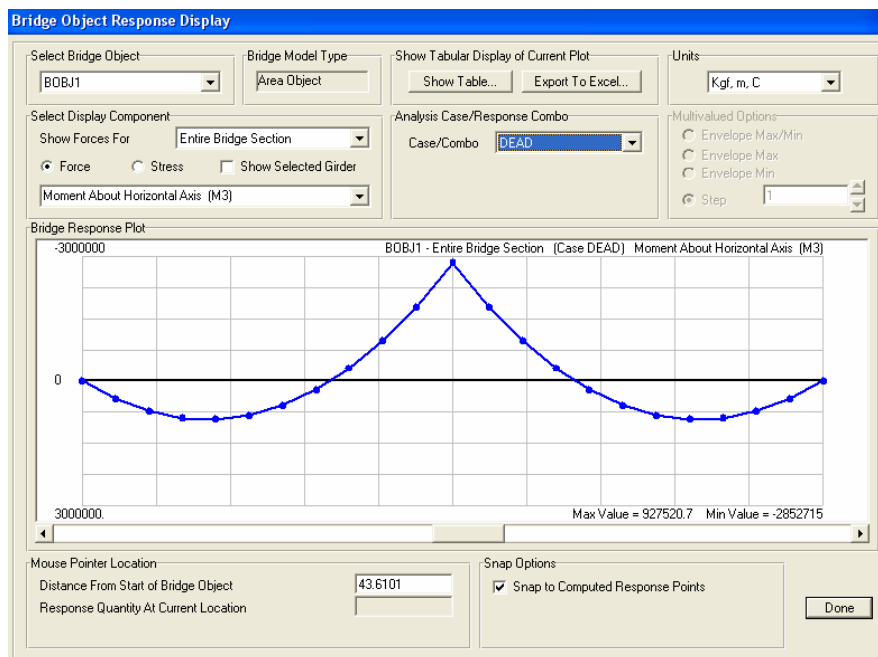 Bridge Object Response Display
Select Bridge Object
BOBJ1
Bridge Model Type
Area Object
Show Tabular Display of Current Plot
Show Table...
Export To Excel...
Units
Kgf, m, C
Select Display Component
Show Forces For
Entire Bridge Section
Force
Stress
Show Selected Girder
Moment About Horizontal Axis (M3)
Analysis Case/Response Combo
Case/Combo
DEAD
Multivalued Options
Envelope Max/Min
Envelope Max
Envelope Min
Step
1
Bridge Response Plot
-3000000
BOBJ1 - Entire Bridge Section (Case DEAD) Moment About Horizontal Axis (M3)
0
3000000.
Max Value = 927520.7 Min Value = -2852715
Mouse Pointer Location
Distance From Start of Bridge Object
43.6101
Response Quantity At Current Location
Snap Options
Snap to Computed Response Points
Done